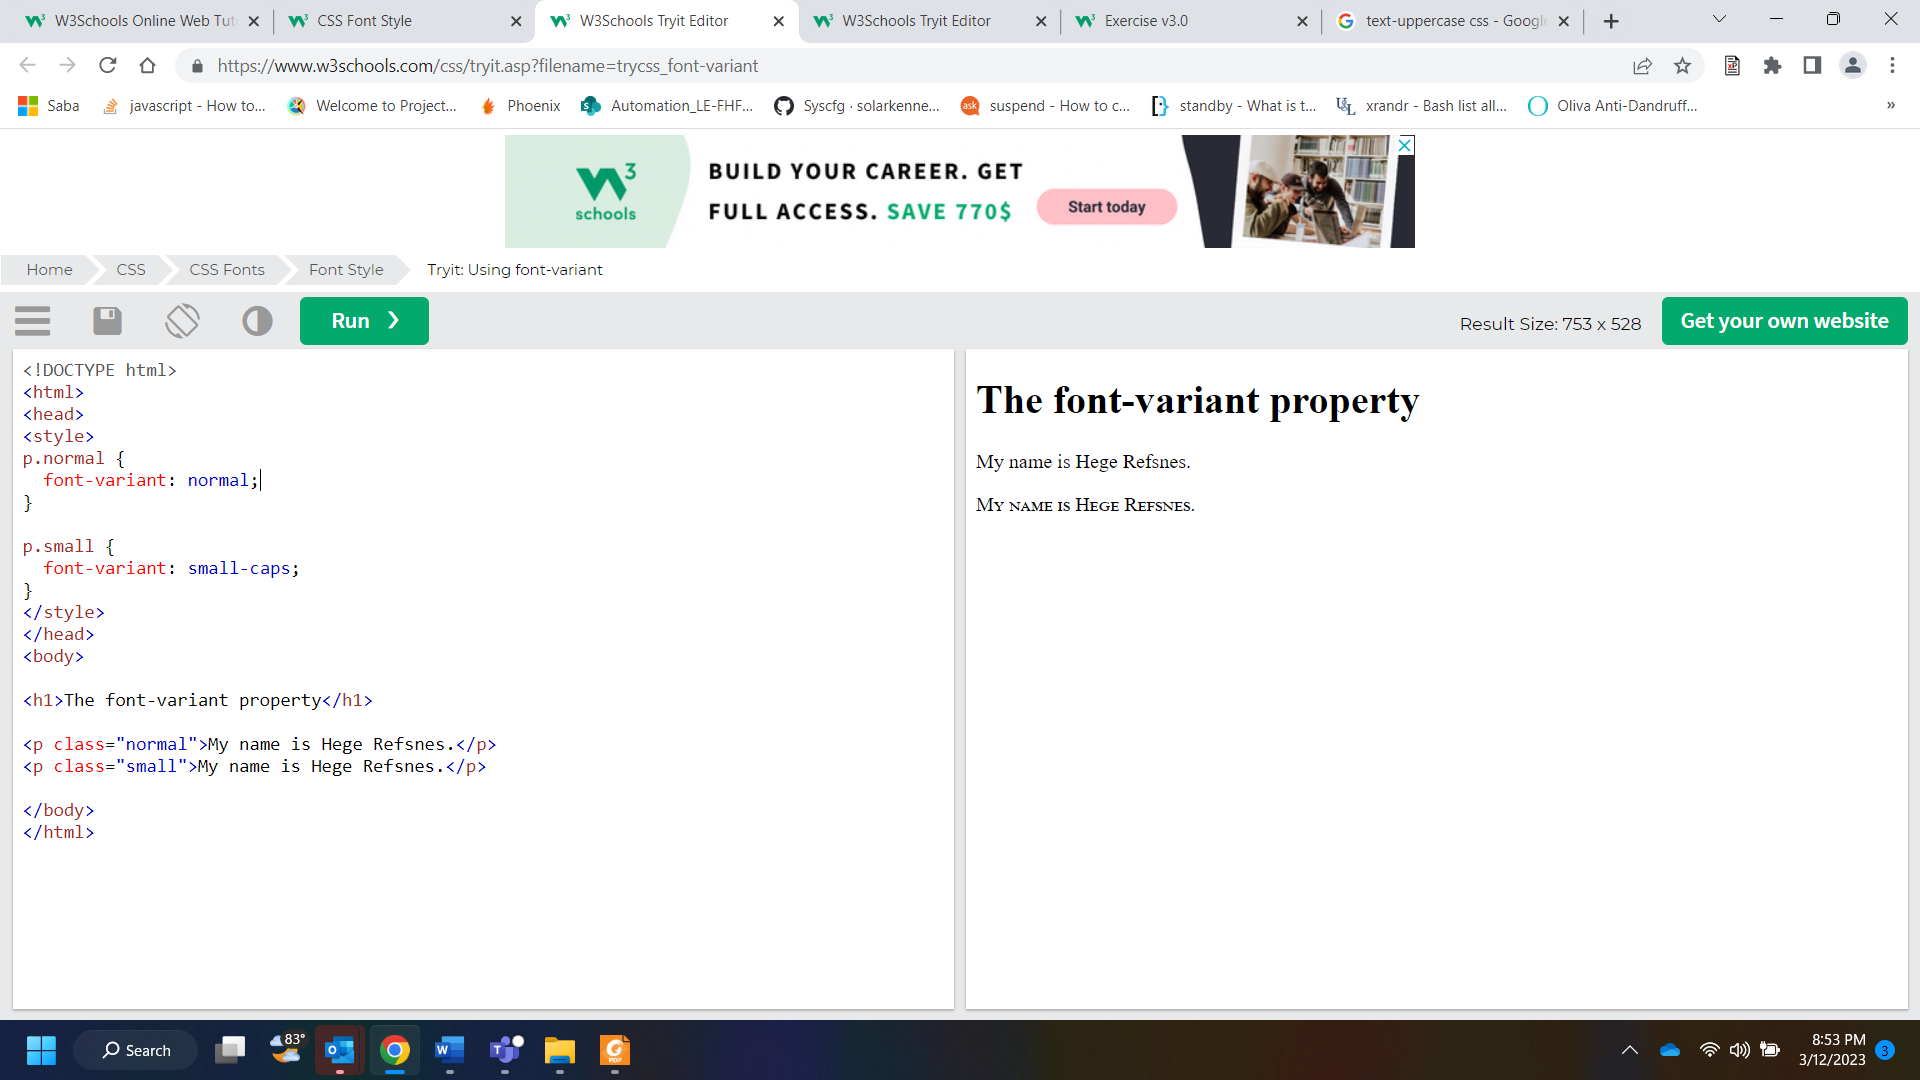 W3Schools Online Web Tut
CSS Font Style
W3Schools Tryit Editor
W3Schools Tryit Editor
Exercise v3.0
text-uppercase css - Google
https://www.w3schools.com/css/tryit.asp?filename=trycss_font-variant
Saba
javascript - How to...
Welcome to Project...
Phoenix
Automation_LE-FHF...
Syscfg · solarkenne...
suspend - How to c...
standby - What is t...
xrandr - Bash list all...
Oliva Anti-Dandruff...
»
3
schools
BUILD YOUR CAREER. GET
FULL ACCESS. SAVE 770$
Start today
Home
CSS
CSS Fonts
Font Style
Tryit: Using font-variant
Run ❯
Result Size: 753 x 528
Get your own website
<!DOCTYPE html>
<html>
<head>
<style>
p.normal {
  font-variant: normal;
}
p.small {
  font-variant: small-caps;
}
</style>
</head>
<body>
<h1>The font-variant property</h1>
<p class="normal">My name is Hege Refsnes.</p>
<p class="small">My name is Hege Refsnes.</p>
</body>
</html>
The font-variant property
My name is Hege Refsnes.
My name is Hege Refsnes.
Search
83°
8:53 PM
3/12/2023
3